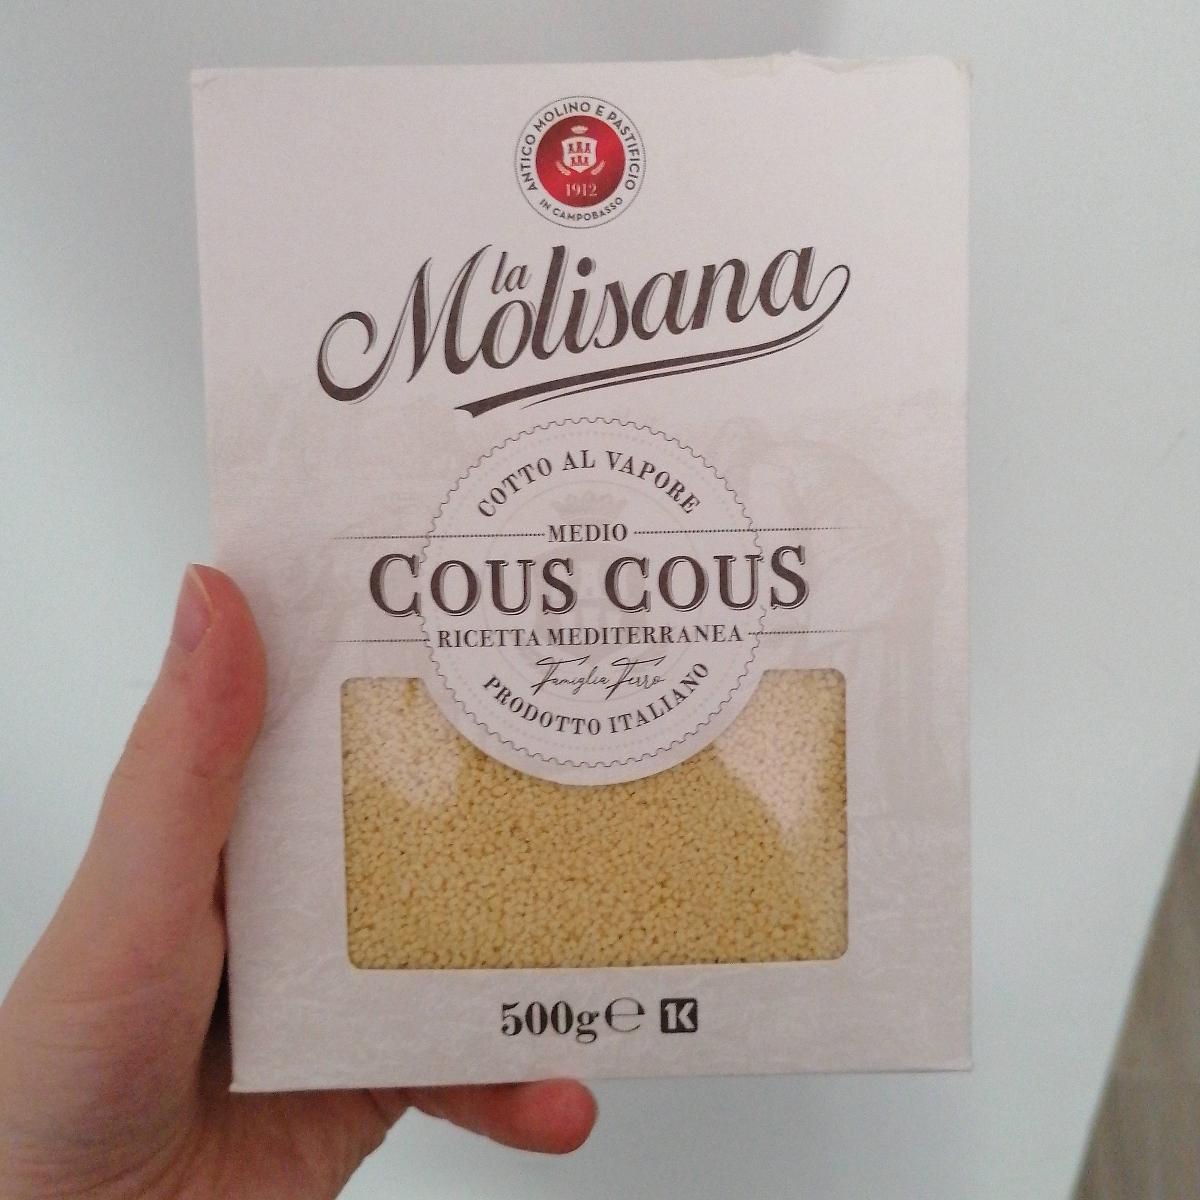 ANTICO MOLINO E PASTIFICIO
1912
IN CAMPOBASSO
la
Molisana
COTTO AL VAPORE
MEDIO
COUS COUS
RICETTA MEDITERRANEA
Famiglia Ferro
PRODOTTO ITALIANO
500g ℮ K